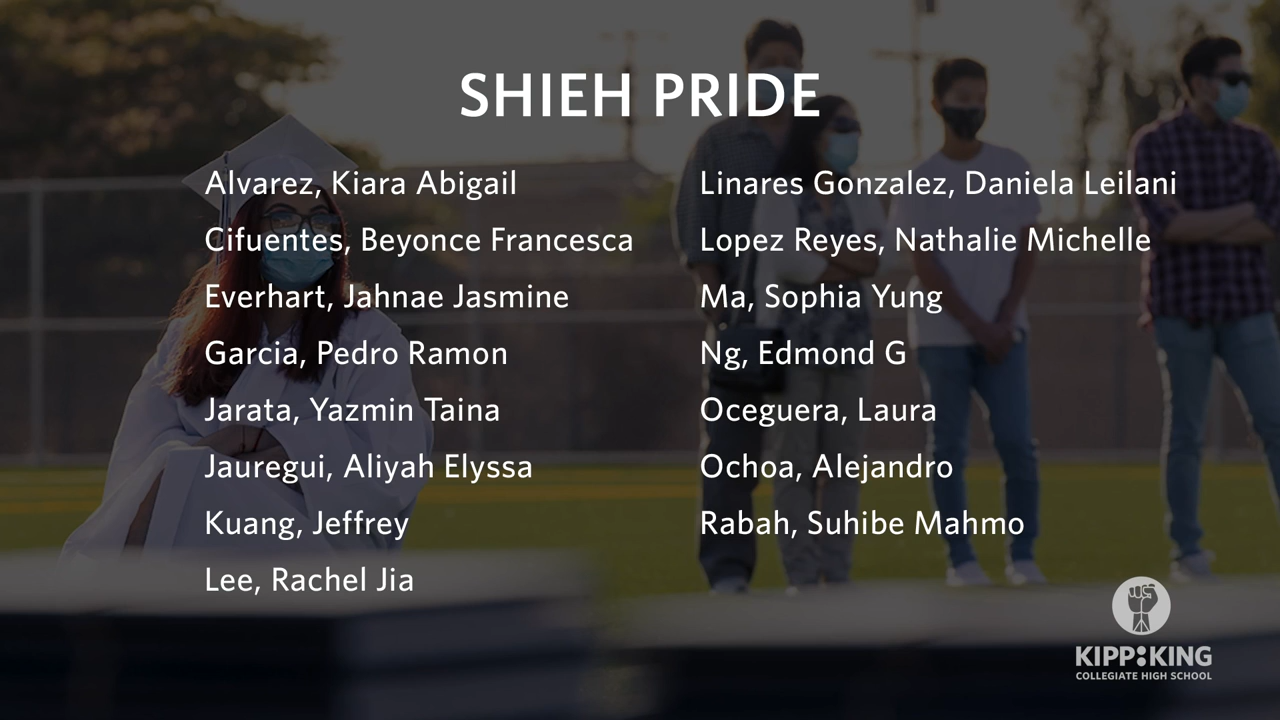 SHIEH PRIDE
Alvarez, Kiara Abigail
Cifuentes, Beyonce Francesca
Everhart, Jahnae Jasmine
Garcia, Pedro Ramon
Jarata, Yazmin Taina
Jauregui, Aliyah Elyssa
Kuang, Jeffrey
Lee, Rachel Jia
Linares Gonzalez, Daniela Leilani
Lopez Reyes, Nathalie Michelle
Ma, Sophia Yung
Ng, Edmond G
Oceguera, Laura
Ochoa, Alejandro
Rabah, Suhibe Mahmo
KIPP:KING
COLLEGIATE HIGH SCHOOL